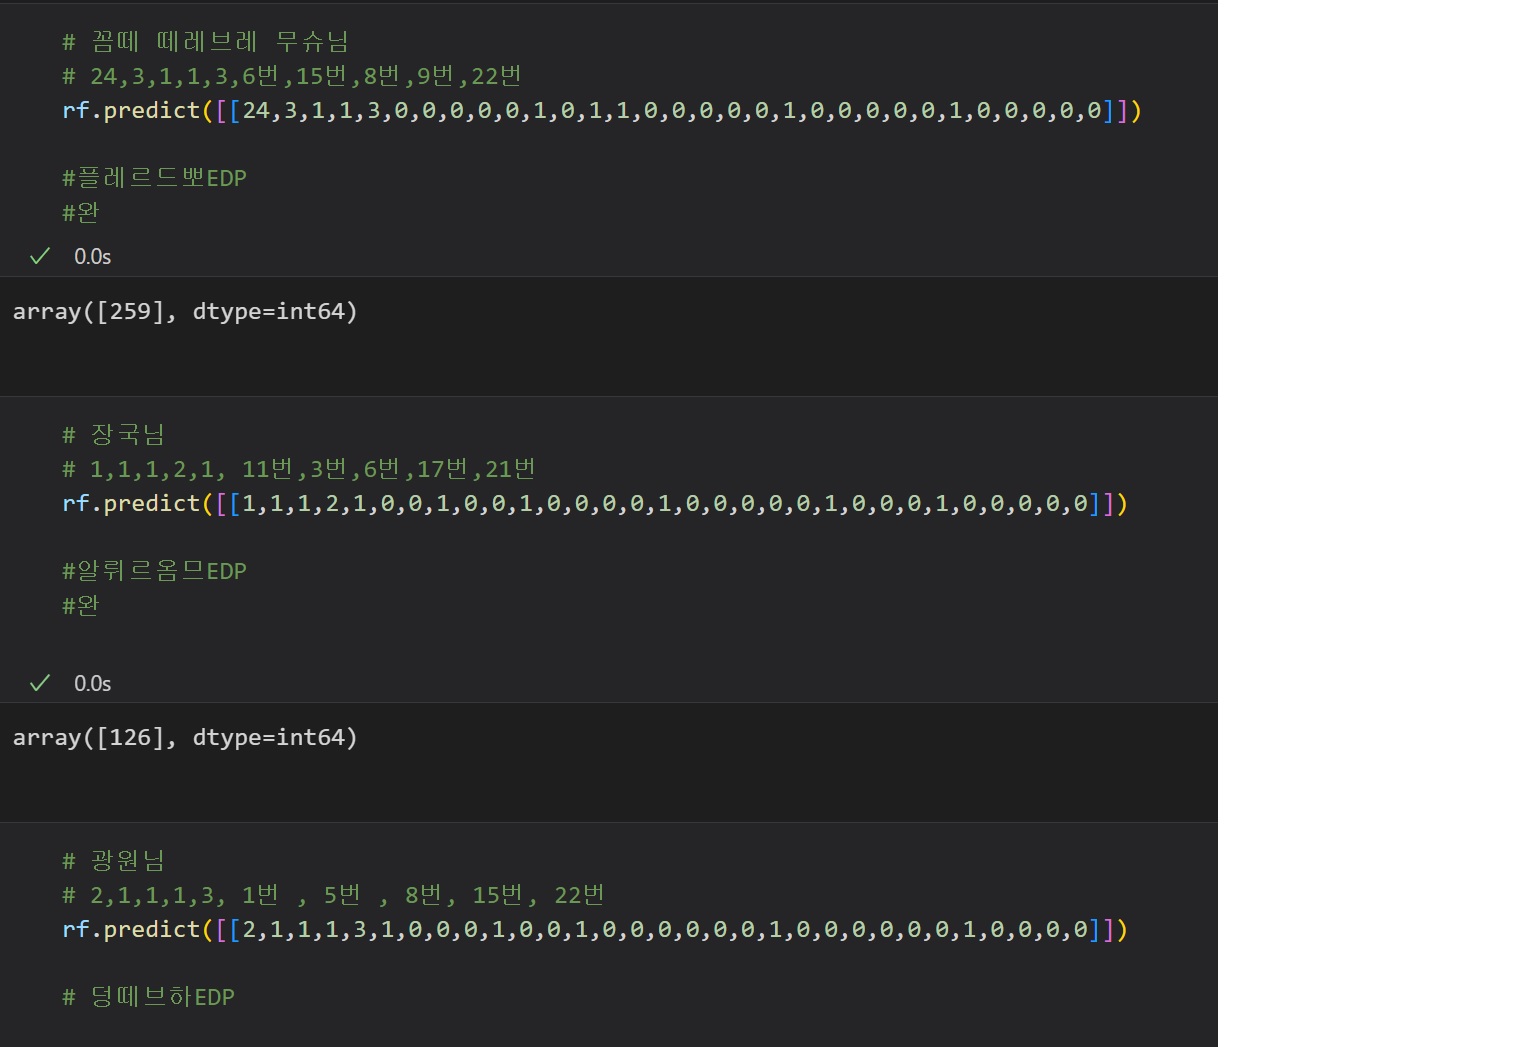 # 꼼떼 떼레브레 무슈님
# 24,3,1,1,3,6번,15번,8번,9번,22번
rf.predict([[24,3,1,1,3,0,0,0,0,0,1,0,1,1,0,0,0,0,0,1,0,0,0,0,0,1,0,0,0,0,0]])
#플레르드뽀EDP
#완
0.0s
array([259], dtype=int64)
# 장국님
# 1,1,1,2,1, 11번,3번,6번,17번,21번
rf.predict([[1,1,1,2,1,0,0,1,0,0,1,0,0,0,0,1,0,0,0,0,0,1,0,0,0,1,0,0,0,0,0]])
#알뤼르옴므EDP
#완
0.0s
array([126], dtype=int64)
# 광원님
# 2,1,1,1,3, 1번 , 5번 , 8번, 15번, 22번
rf.predict([[2,1,1,1,3,1,0,0,0,1,0,0,1,0,0,0,0,0,0,1,0,0,0,0,0,0,1,0,0,0,0]])
# 덩떼브하EDP